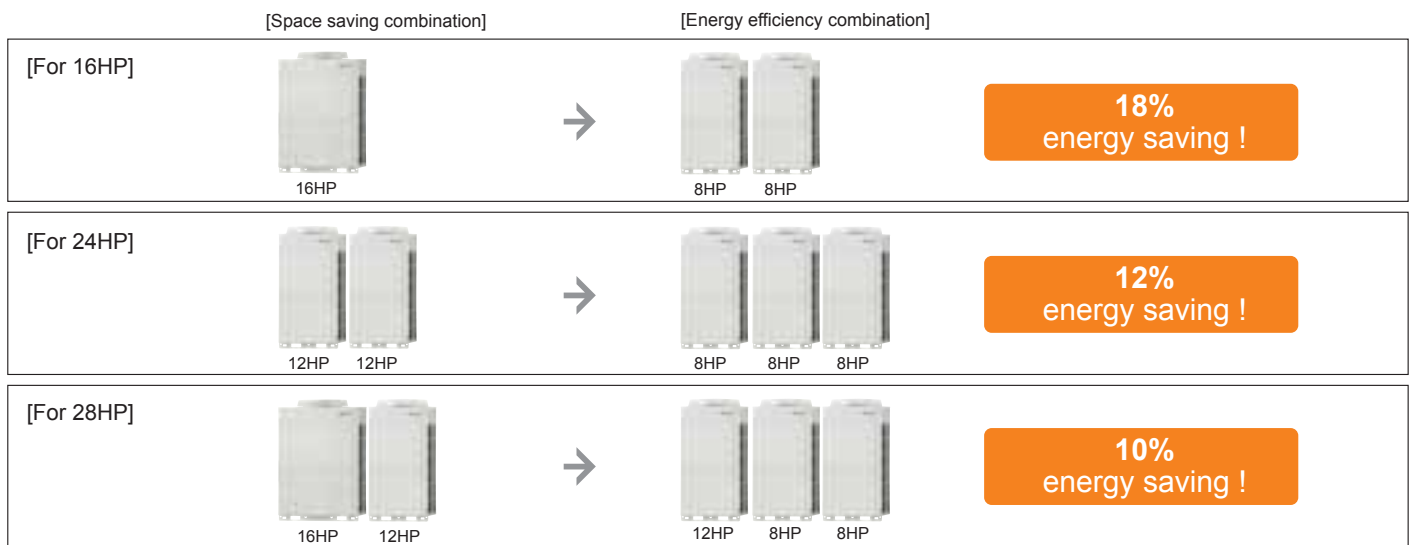 [Space saving combination]
[Energy efficiency combination]
[For 16HP]
16HP
8HP
8HP
18%
energy saving !
[For 24HP]
12HP
12HP
8HP
8HP
8HP
12%
energy saving !
[For 28HP]
16HP
12HP
12HP
8HP
8HP
10%
energy saving !